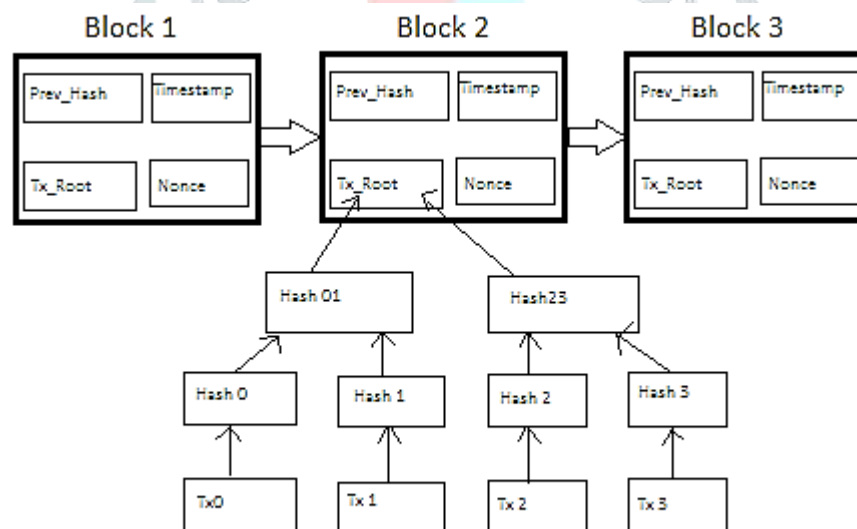 Block 1 Block 2 Block 3
Prev_Hash Timestamp Prev_Hash Timestamp Prev_Hash Timestamp
Tx_Root Nonce Tx_Root Nonce Tx_Root Nonce
Hash 01 Hash23
Hash 0 Hash 1 Hash 2 Hash 3
Tx0 Tx 1 Tx 2 Tx 3